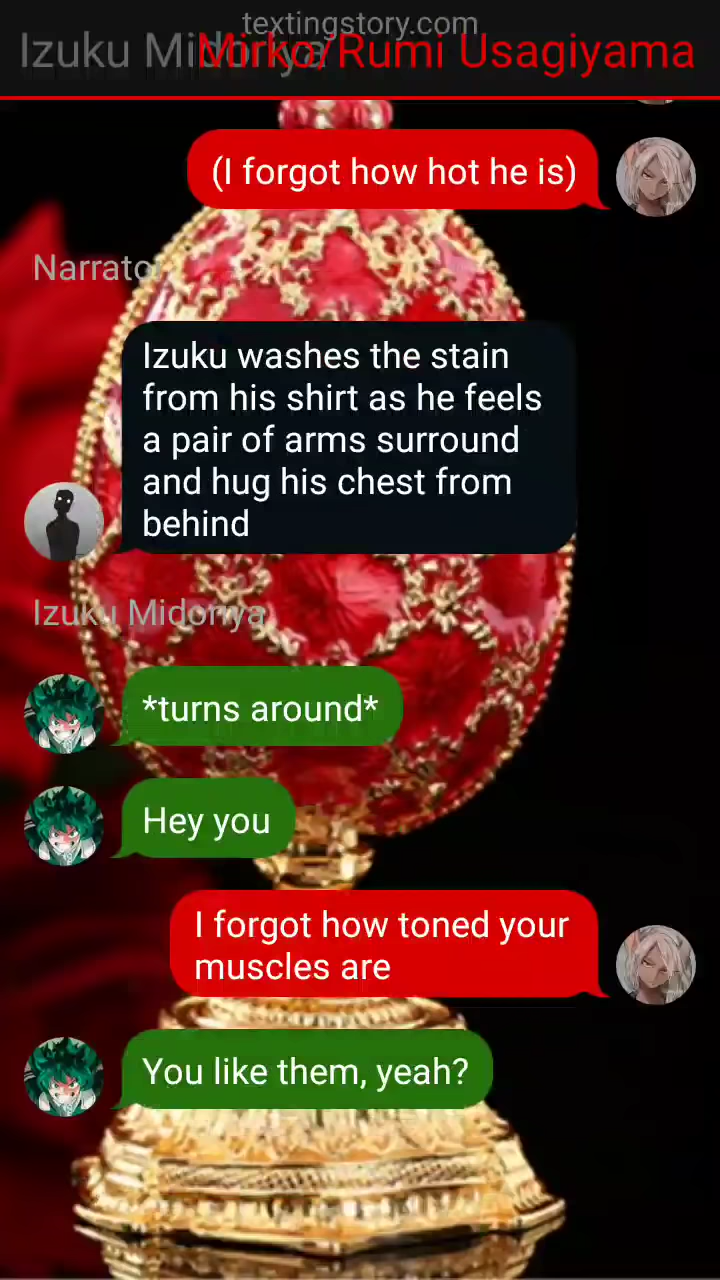 textingstory.com
Izuku Midoriya
Mirko/Rumi Usagiyama
(I forgot how hot he is)
Narrator
Izuku washes the stain
from his shirt as he feels
a pair of arms surround
and hug his chest from
behind
Izuku Midoriya
*turns around*
Hey you
I forgot how toned your
muscles are
You like them, yeah?